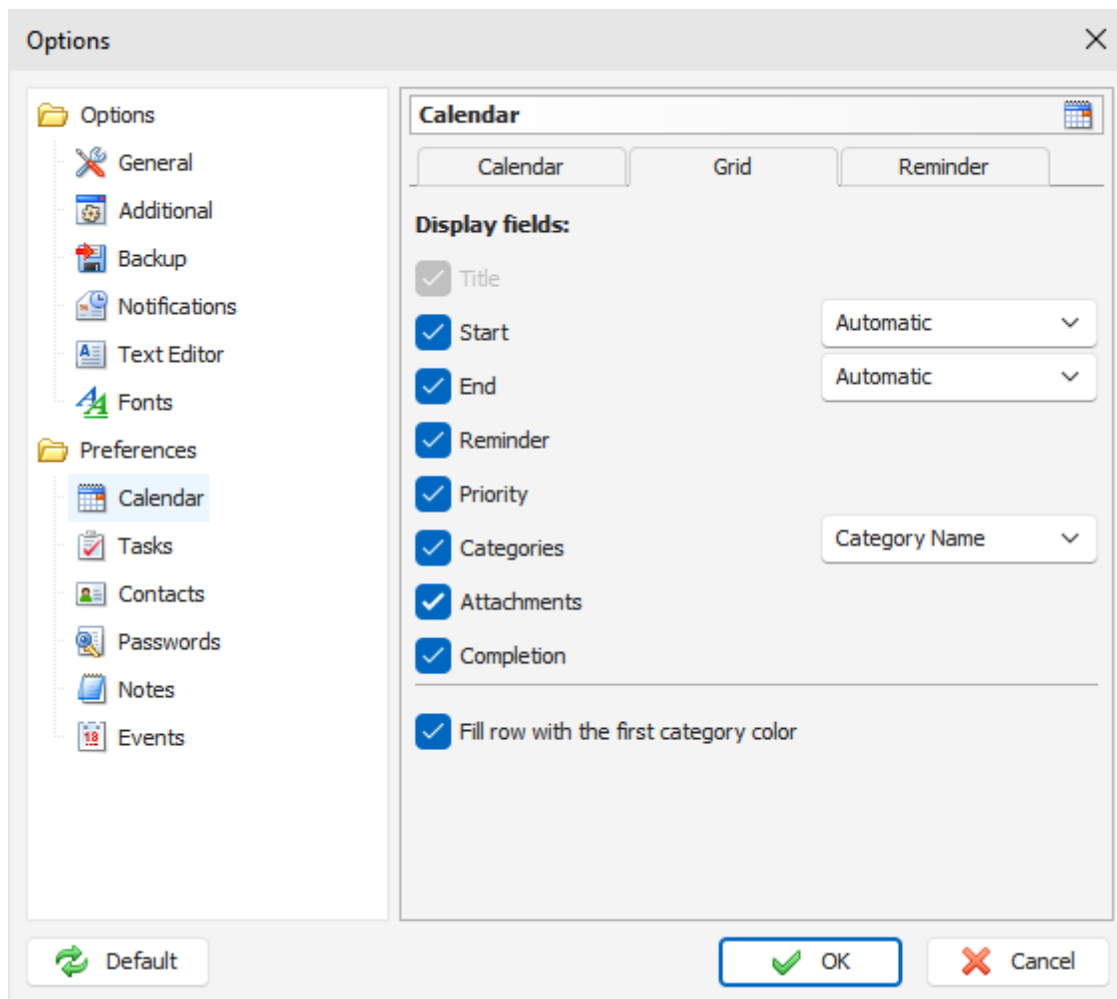 Options
Options
General
Additional
Backup
Notifications
Text Editor
Fonts
Preferences
Calendar
Tasks
Contacts
Passwords
Notes
18 Events
Calendar
Calendar Grid Reminder
Display fields:
Title
Start Automatic
End Automatic
Reminder
Priority
Categories Category Name
Attachments
Completion
Fill row with the first category color
Default OK Cancel